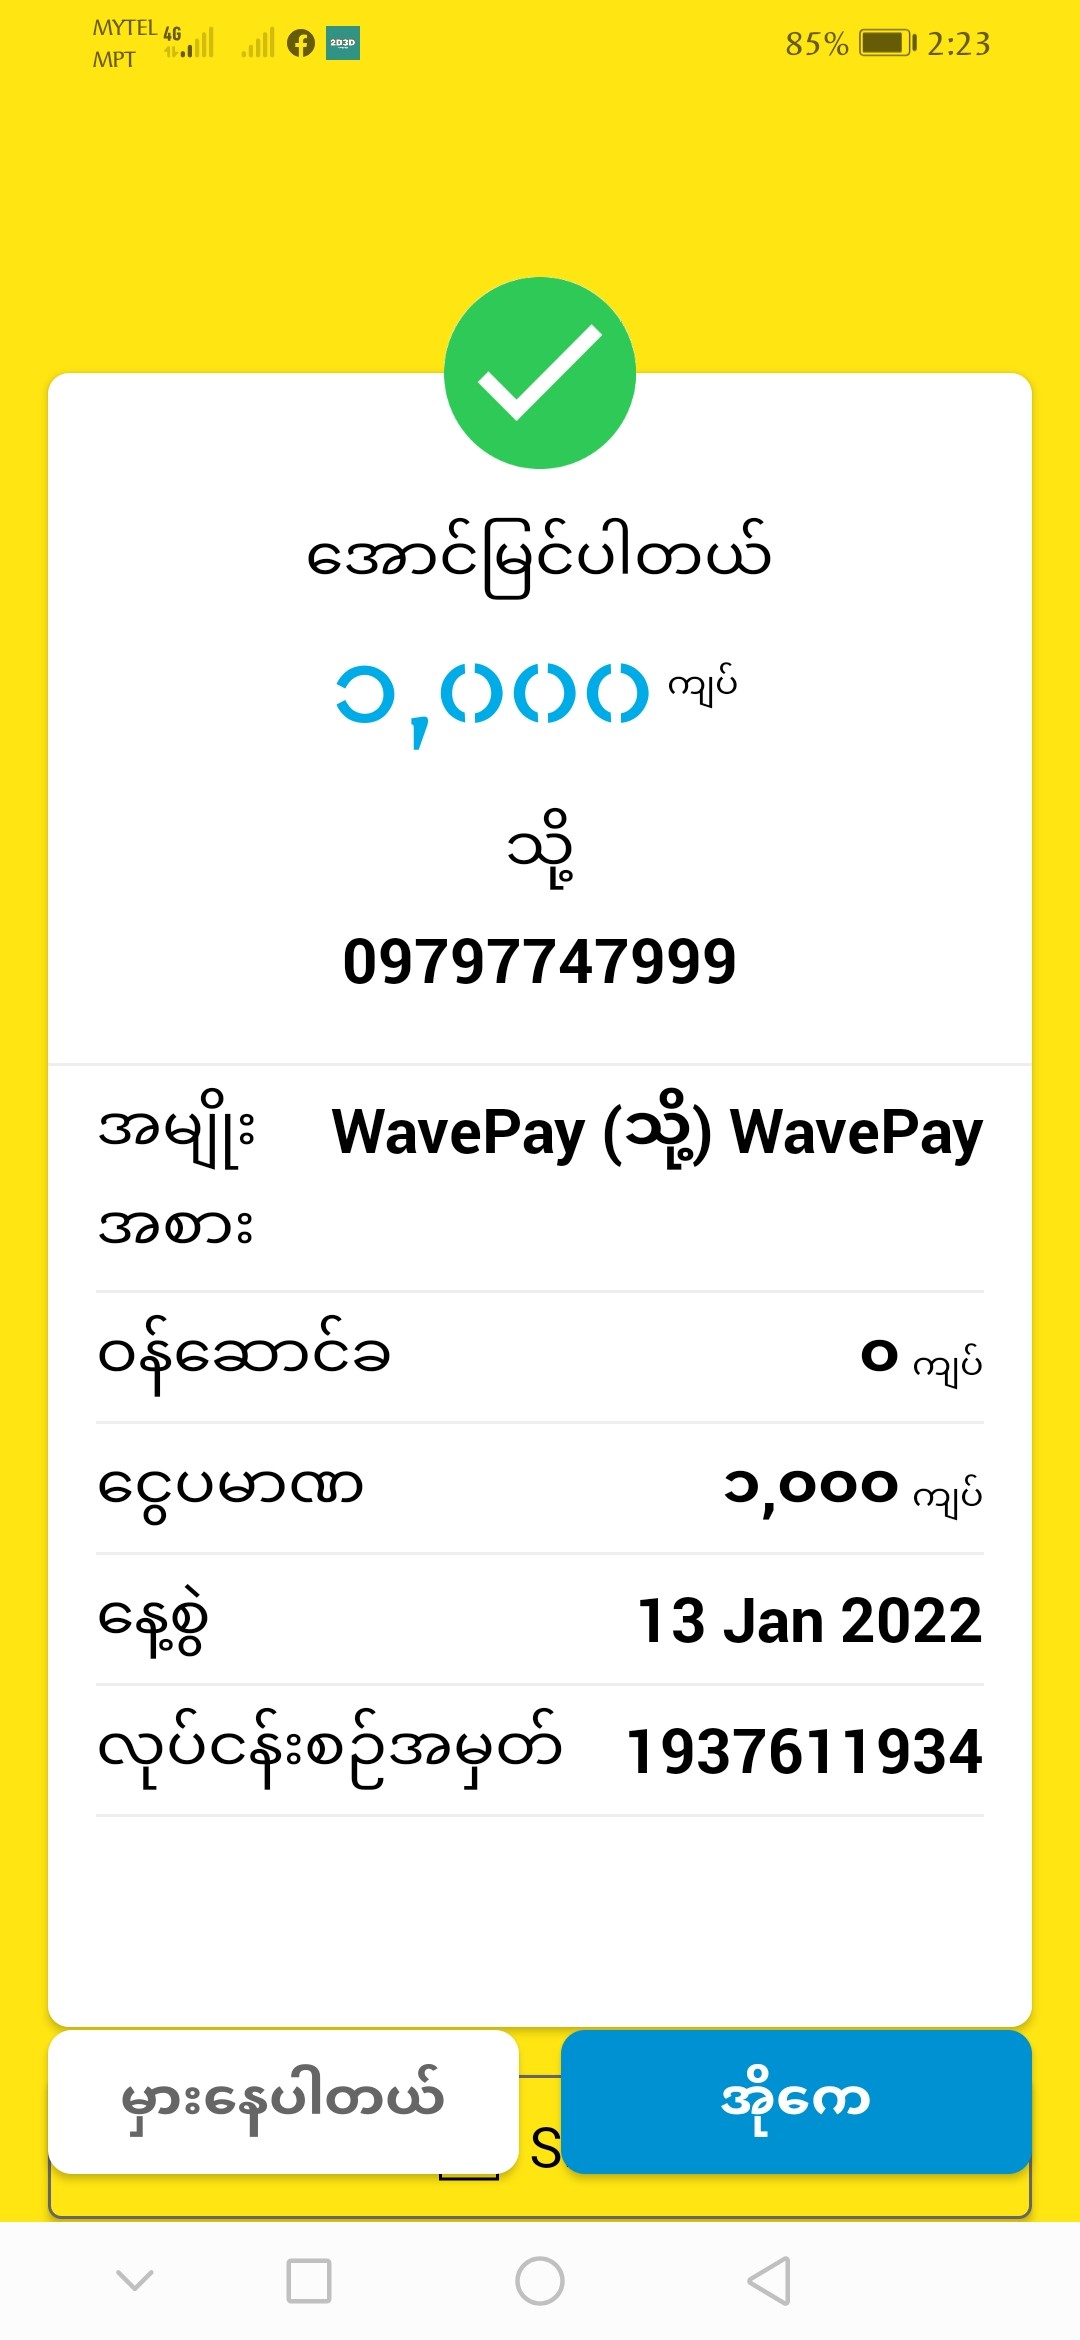 MYTEL 4G
MPT
2D3D
85% 2:23
အောင်မြင်ပါတယ်
၁,၀၀၀ ကျပ်
သို့
09797747999
အမျိုး WavePay (သို့) WavePay
အစား
ဝန်ဆောင်ခ ၀ ကျပ်
ငွေပမာဏ ၁,၀၀၀ ကျပ်
နေ့စွဲ 13 Jan 2022
လုပ်ငန်းစဉ်အမှတ် 1937611934
မှားနေပါတယ် အိုကေ
S